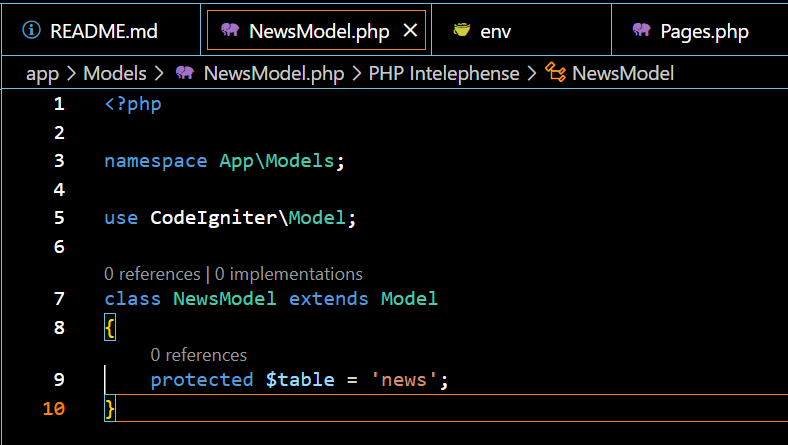 README.md NewsModel.php env Pages.php
app > Models > NewsModel.php > PHP Intelephense > NewsModel
1 <?php
2
3 namespace App\Models;
4
5 use CodeIgniter\Model;
6
0 references | 0 implementations
7 class NewsModel extends Model
8 {
0 references
9 protected $table = 'news';
10 }